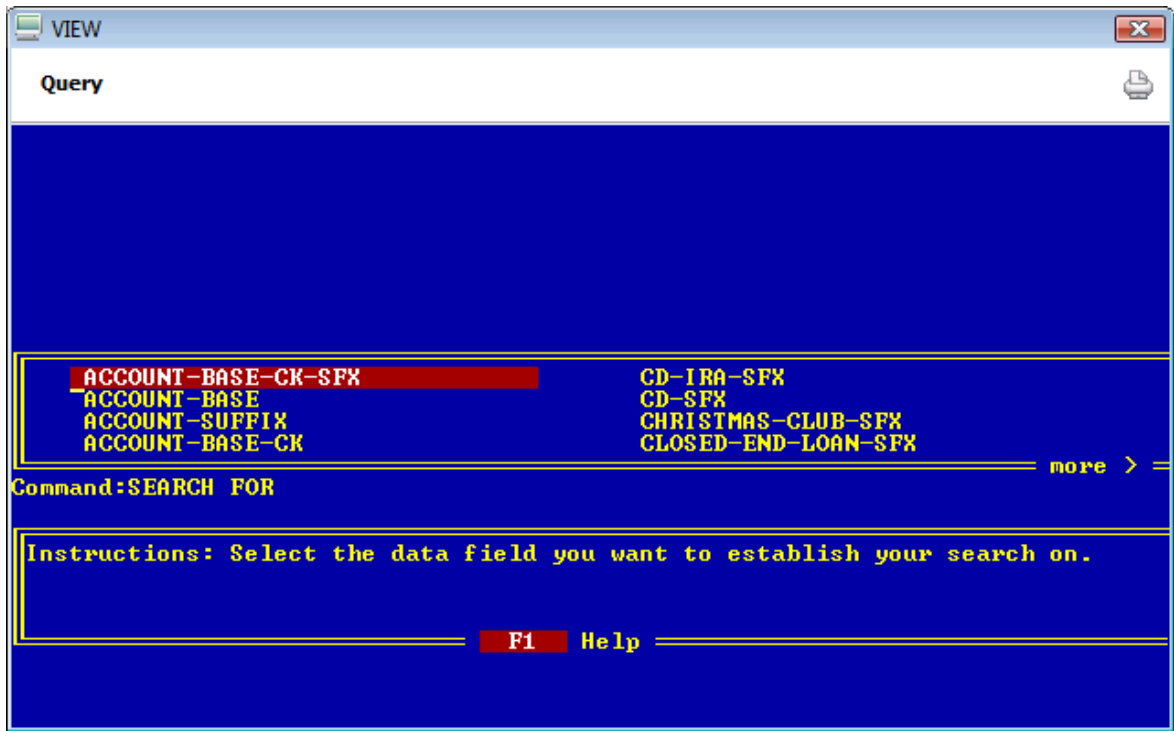 VIEW
Query
ACCOUNT-BASE-CK-SFX CD-IRA-SFX
ACCOUNT-BASE CD-SFX
ACCOUNT-SUFFIX CHRISTMAS-CLUB-SFX
ACCOUNT-BASE-CK CLOSED-END-LOAN-SFX
more >
Command:SEARCH FOR
Instructions: Select the data field you want to establish your search on.
F1 Help